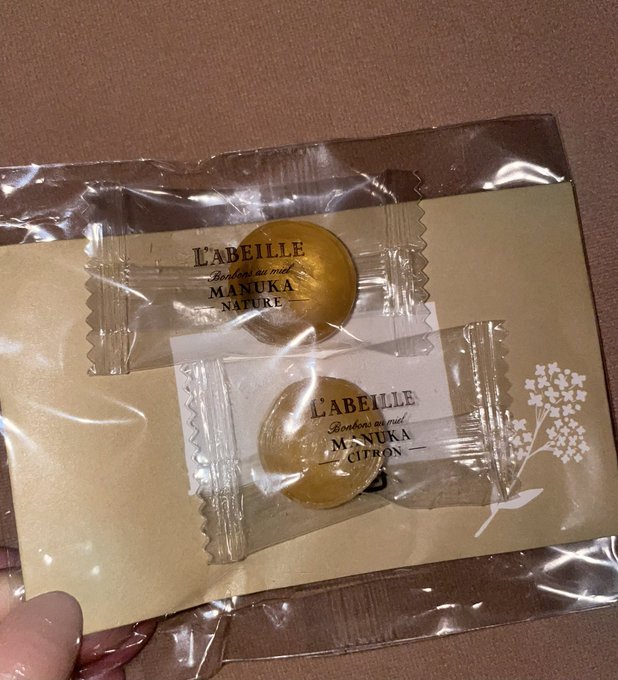 L'ABEILLE
Bonbons au miel
MANUKA
NATURE
L'ABEILLE
Bonbons au miel
MANUKA
CITRON